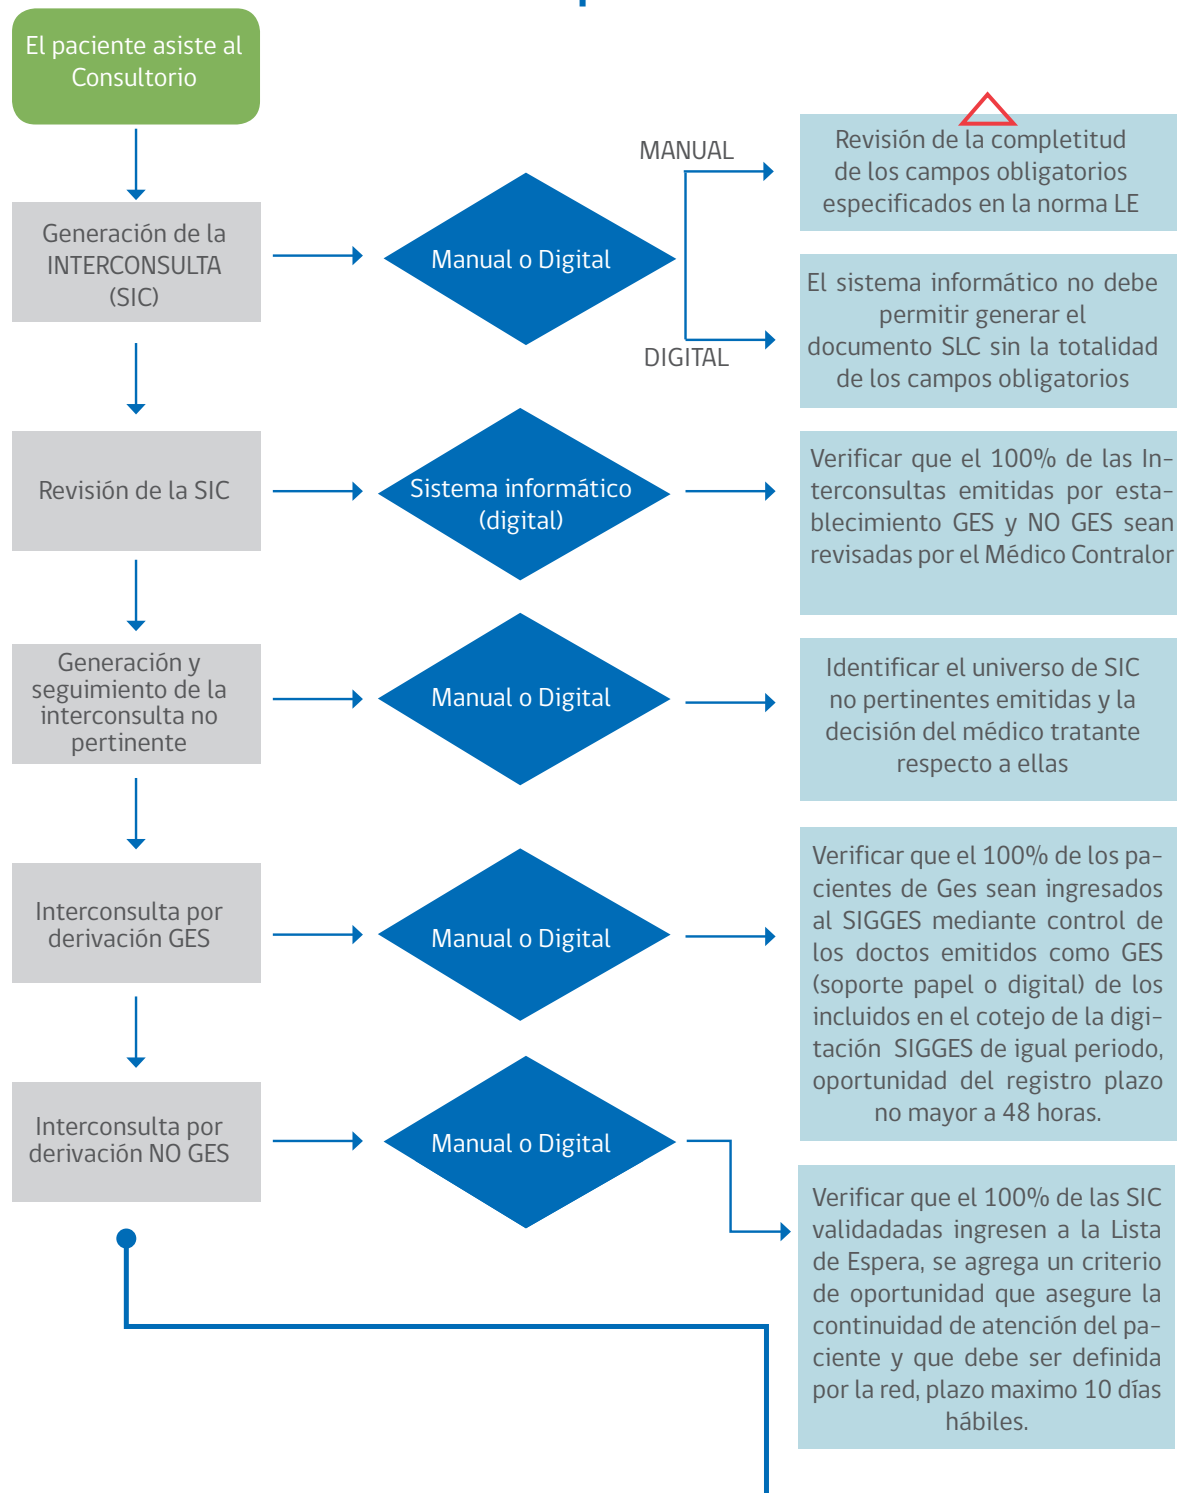 El paciente asiste al
Consultorio
Generación de la
INTERCONSULTA
(SIC)
Manual o Digital
MANUAL
DIGITAL
Revisión de la completitud
de los campos obligatorios
especificados en la norma LE
El sistema informático no debe
permitir generar el
documento SLC sin la totalidad
de los campos obligatorios
Revisión de la SIC
Sistema informático
(digital)
Verificar que el 100% de las In-
terconsultas emitidas por esta-
blecimiento GES y NO GES sean
revisadas por el Médico Contralor
Generación y
seguimiento de la
interconsulta no
pertinente
Manual o Digital
Identificar el universo de SIC
no pertinentes emitidas y la
decisión del médico tratante
respecto a ellas
Interconsulta por
derivación GES
Manual o Digital
Verificar que el 100% de los pa-
cientes de Ges sean ingresados
al SIGGES mediante control de
los doctos emitidos como GES
(soporte papel o digital) de los
incluidos en el cotejo de la digi-
tación SIGGES de igual periodo,
oportunidad del registro plazo
no mayor a 48 horas.
Interconsulta por
derivación NO GES
Manual o Digital
Verificar que el 100% de las SIC
validadadas ingresen a la Lista
de Espera, se agrega un criterio
de oportunidad que asegure la
continuidad de atención del pa-
ciente y que debe ser definida
por la red, plazo maximo 10 días
hábiles.